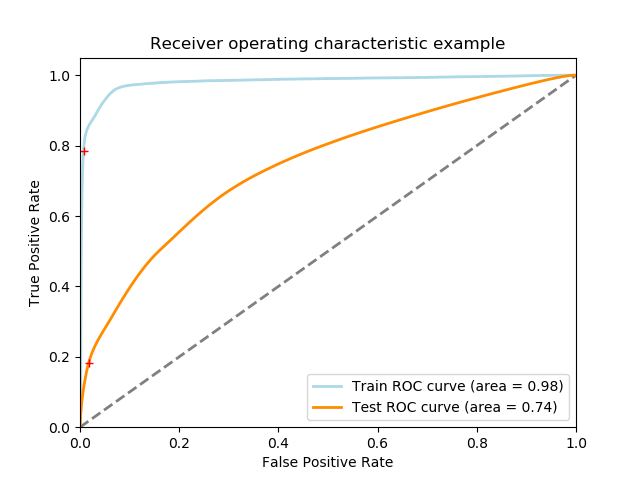 Receiver operating characteristic example
1.0
0.8
0.6
0.4
0.2
0.0
True Positive Rate
Train ROC curve (area = 0.98)
Test ROC curve (area = 0.74)
0.0 0.2 0.4 0.6 0.8 1.0
False Positive Rate